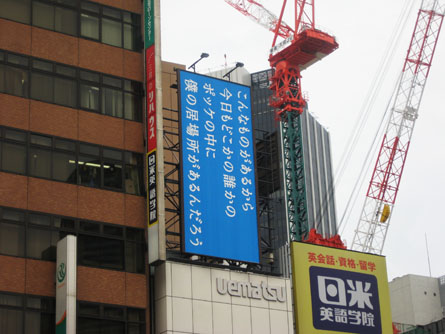 こんなものがあるから
今日もどこかの誰かの
ポッケの中に
僕の居場所があるんだろう
日米英語学院
uematsu
英会話・資格・留学
日米
英語学院